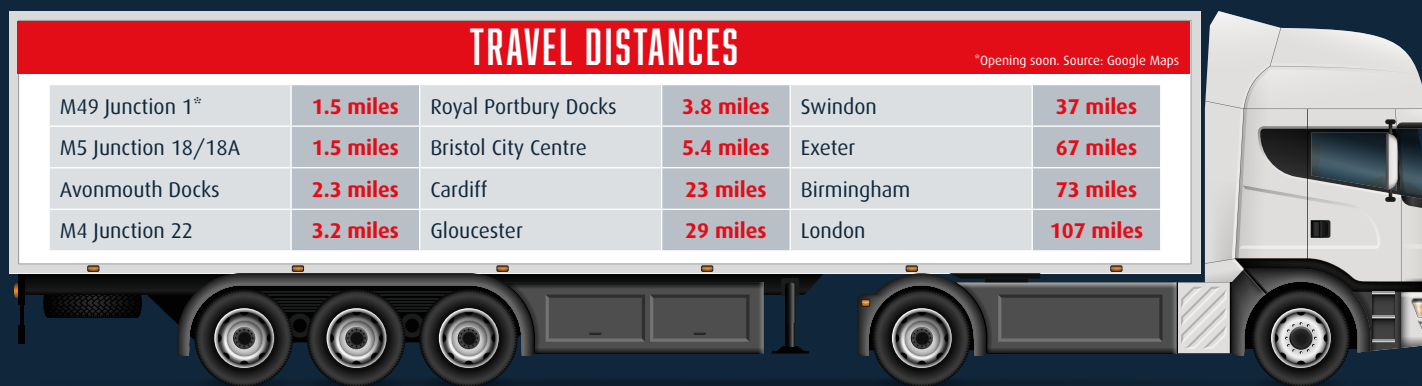 TRAVEL DISTANCES
*Opening soon. Source: Google Maps
M49 Junction 1* 1.5 miles Royal Portbury Docks 3.8 miles Swindon 37 miles
M5 Junction 18/18A 1.5 miles Bristol City Centre 5.4 miles Exeter 67 miles
Avonmouth Docks 2.3 miles Cardiff 23 miles Birmingham 73 miles
M4 Junction 22 3.2 miles Gloucester 29 miles London 107 miles